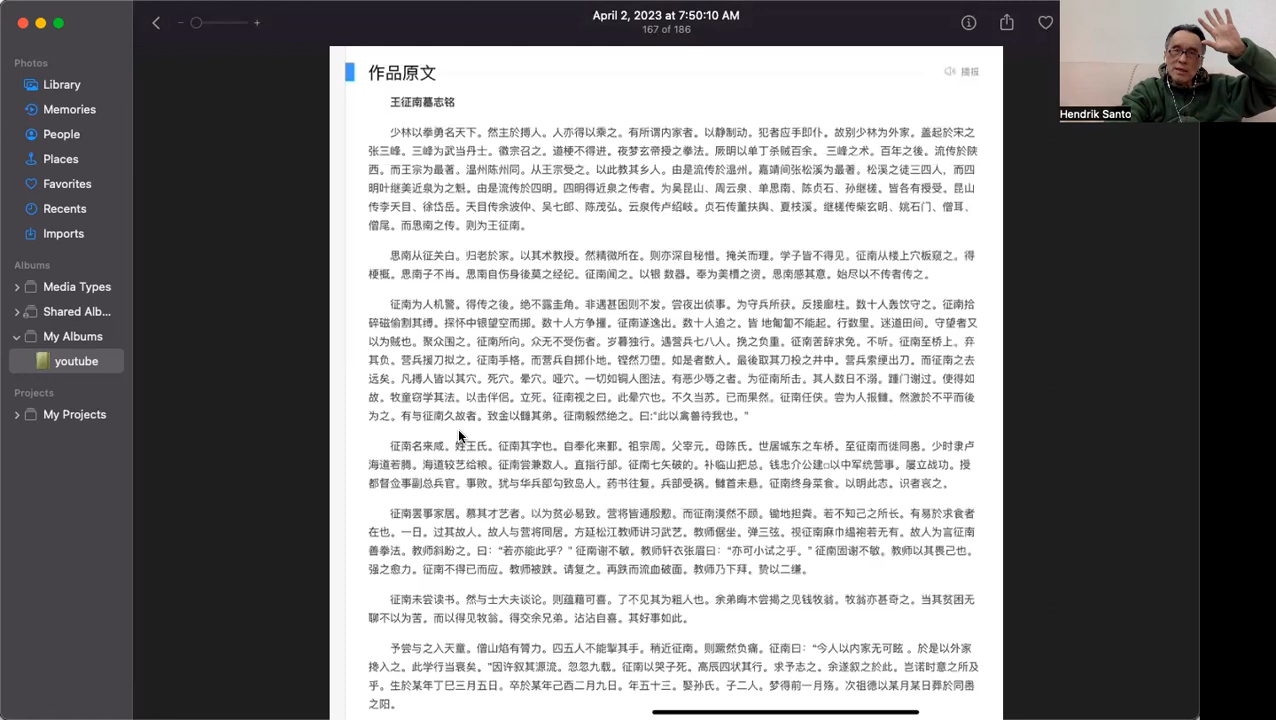 April 2, 2023 at 7:50:10 AM
167 of 186
Hendrik Santo
Photos
Library
Memories
People
Places
Favorites
Recents
Imports
Albums
Media Types
Shared Alb...
My Albums
youtube
Projects
My Projects
作品原文
播报
王征南墓志铭
少林以拳勇名天下。然主於搏人。人亦得以乘之。有所谓内家者。以静制动。犯者应手即仆。故别少林为外家。盖起於宋之
张三峰。三峰为武当丹士。徽宗召之。道梗不得进。夜梦玄帝授之拳法。厥明以单丁杀贼百余。 三峰之术。百年之後。流传於陕
西。而王宗为最著。温州陈州同。从王宗受之。以此教其乡人。由是流传于温州。嘉靖间张松溪为最著。松溪之徒三四人，而四
明叶继美近泉为之魁。由是流传于四明。四明得近泉之传者。为吴昆山、周云泉、单思南、陈贞石、孙继槎。皆各有授受。昆山
传李天目、徐岱岳。天目传余波仲、吴七郎、陈茂弘。云泉传卢绍岐。贞石传董扶舆、夏枝溪。继槎传柴玄明、姚石门、僧耳、
僧尾。而思南之传。则为王征南。
思南从征关白。归老於家。以其术教授。然精微所在。则亦深自秘惜。掩关而理。学子皆不得见。征南从楼上穴板窥之。得
梗概。思南子不肖。思南自伤身後莫之经纪。征南闻之。以银 数器。奉为美槚之资。思南感其意。始尽以不传者传之。
征南为人机警。得传之後。绝不露圭角。非遇甚困则不发。尝夜出侦事。为守兵所获。反接廊柱。数十人轰饮守之。征南拾
碎磁偷割其缚。探怀中银望空而掷。数十人方争攫。征南遂逸出。数十人追之。皆 地匍匐不能起。行数里。迷道田间。守望者又
以为贼也。聚众围之。征南所向。众无不受伤者。岁暮独行。遇营兵七八人。挽之负重。征南苦辞求免。不听。征南至桥上。弃
其负。营兵援刀拟之。征南手格。而营兵自掷仆地。铿然刀堕。如是者数人。最後取其刀投之井中。营兵索绠出刀。而征南之去
远矣。凡搏人皆以其穴。死穴。晕穴。哑穴。一切如铜人图法。有恶少辱之者。为征南所击。其人数日不溺。踵门谢过。使得如
故。牧童窃学其法。以击伴侣。立死。征南视之曰。此晕穴也。不久当苏。已而果然。征南任侠。尝为人报雠。然激於不平而後
为之。有与征南久故者。致金以雠其弟。征南毅然绝之。曰:“此以禽兽待我也。”
征南名来咸。姓王氏。征南其字也。自奉化来鄞。祖宗周。父宰元。母陈氏。世居城东之车桥。至征南而徙同岙。少时隶卢
海道若腾。海道较艺给粮。征南尝兼数人。直指行部。征南七矢破的。补临山把总。钱忠介公建□以中军统营事。屡立战功。授
都督佥事副总兵官。事败。犹与华兵部勾致岛人。药书往复。兵部受祸。雠首未悬。征南终身菜食。以明此志。识者哀之。
征南罢事家居。慕其才艺者。以为贫必易致。营将皆通殷懃。而征南漠然不顾。锄地担粪。若不知己之所长。有易於求食者
在也。一日。过其故人。故人与营将同居。方延松江教师讲习武艺。教师倨坐。弹三弦。视征南麻巾缊袍若无有。故人为言征南
善拳法。教师斜盼之。曰：“若亦能此乎？” 征南谢不敏。教师轩衣张眉曰：“亦可小试之乎。” 征南固谢不敏。教师以其畏己也。
强之愈力。征南不得已而应。教师被跌。请复之。再跌而流血破面。教师乃下拜。贽以二缣。
征南未尝读书。然与士大夫谈论。则蕴藉可喜。了不见其为粗人也。余弟晦木尝揭之见钱牧翁。牧翁亦甚奇之。当其贫困无
聊不以为苦。而以得见牧翁。得交余兄弟。沾沾自喜。其好事如此。
予尝与之入天童。僧山焰有膂力。四五人不能掣其手。稍近征南。则蹶然负痛。征南曰：“今人以内家无可眩 。於是以外家
搀入之。此学行当衰矣。”因许叙其源流。忽忽九载。征南以哭子死。高辰四状其行。求予志之。余遂叙之於此。岂诺时意之所及
乎。生於某年丁巳三月五日。卒於某年己酉二月九日。年五十三。娶孙氏。子二人。梦得前一月殇。次祖德以某月某日葬於同岙
之阳。